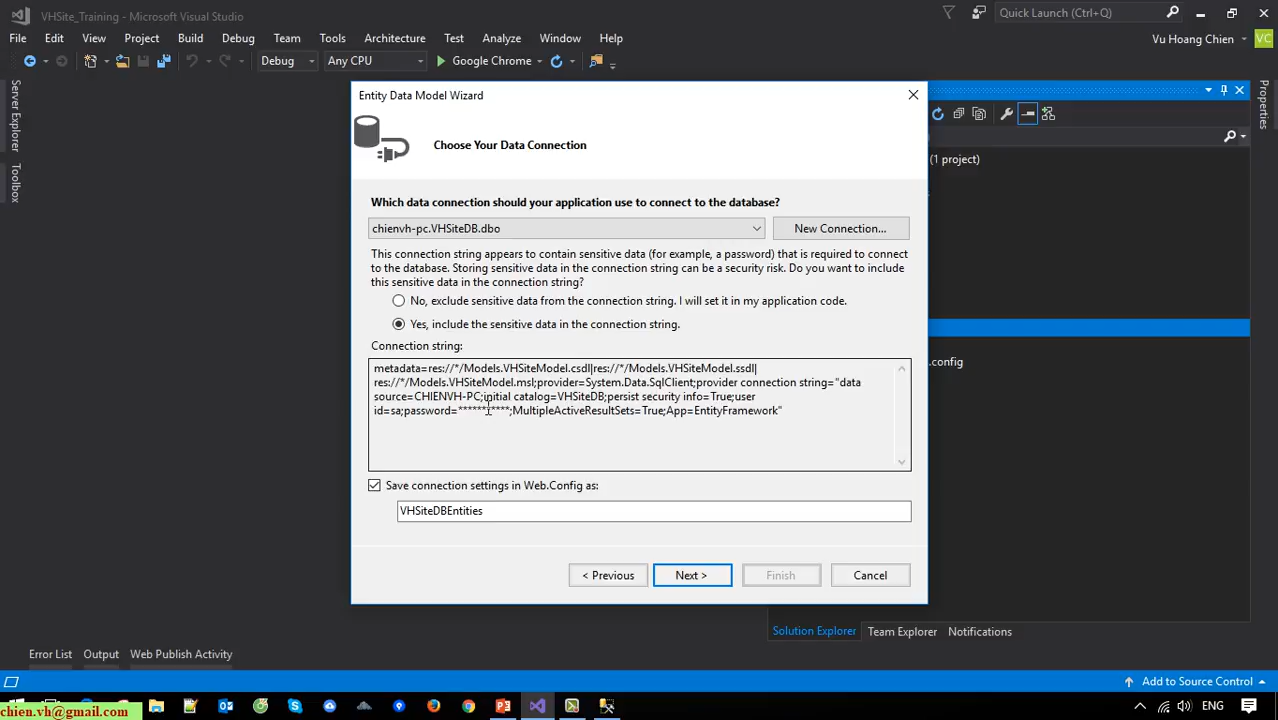 VHSite_Training - Microsoft Visual Studio
Quick Launch (Ctrl+Q)
File Edit View Project Build Debug Team Tools Architecture Test Analyze Window Help
Vu Hoang Chien VC
Debug Any CPU Google Chrome
Server Explorer
Toolbox
Properties
Entity Data Model Wizard
Choose Your Data Connection
(1 project)
Which data connection should your application use to connect to the database?
chienvh-pc.VHSiteDB.dbo
New Connection...
This connection string appears to contain sensitive data (for example, a password) that is required to connect
to the database. Storing sensitive data in the connection string can be a security risk. Do you want to include
this sensitive data in the connection string?
No, exclude sensitive data from the connection string. I will set it in my application code.
Yes, include the sensitive data in the connection string.
Connection string:
.config
metadata=res://*/Models.VHSiteModel.csdl|res://*/Models.VHSiteModel.ssdl|
res://*/Models.VHSiteModel.msl;provider=System.Data.SqlClient;provider connection string="data
source=CHIENVH-PC;initial catalog=VHSiteDB;persist security info=True;user
id=sa;password=***********;MultipleActiveResultSets=True;App=EntityFramework"
Save connection settings in Web.Config as:
VHSiteDBEntities
< Previous Next > Finish Cancel
Solution Explorer Team Explorer Notifications
Error List Output Web Publish Activity
Add to Source Control
ENG
chien.vh@gmail.com